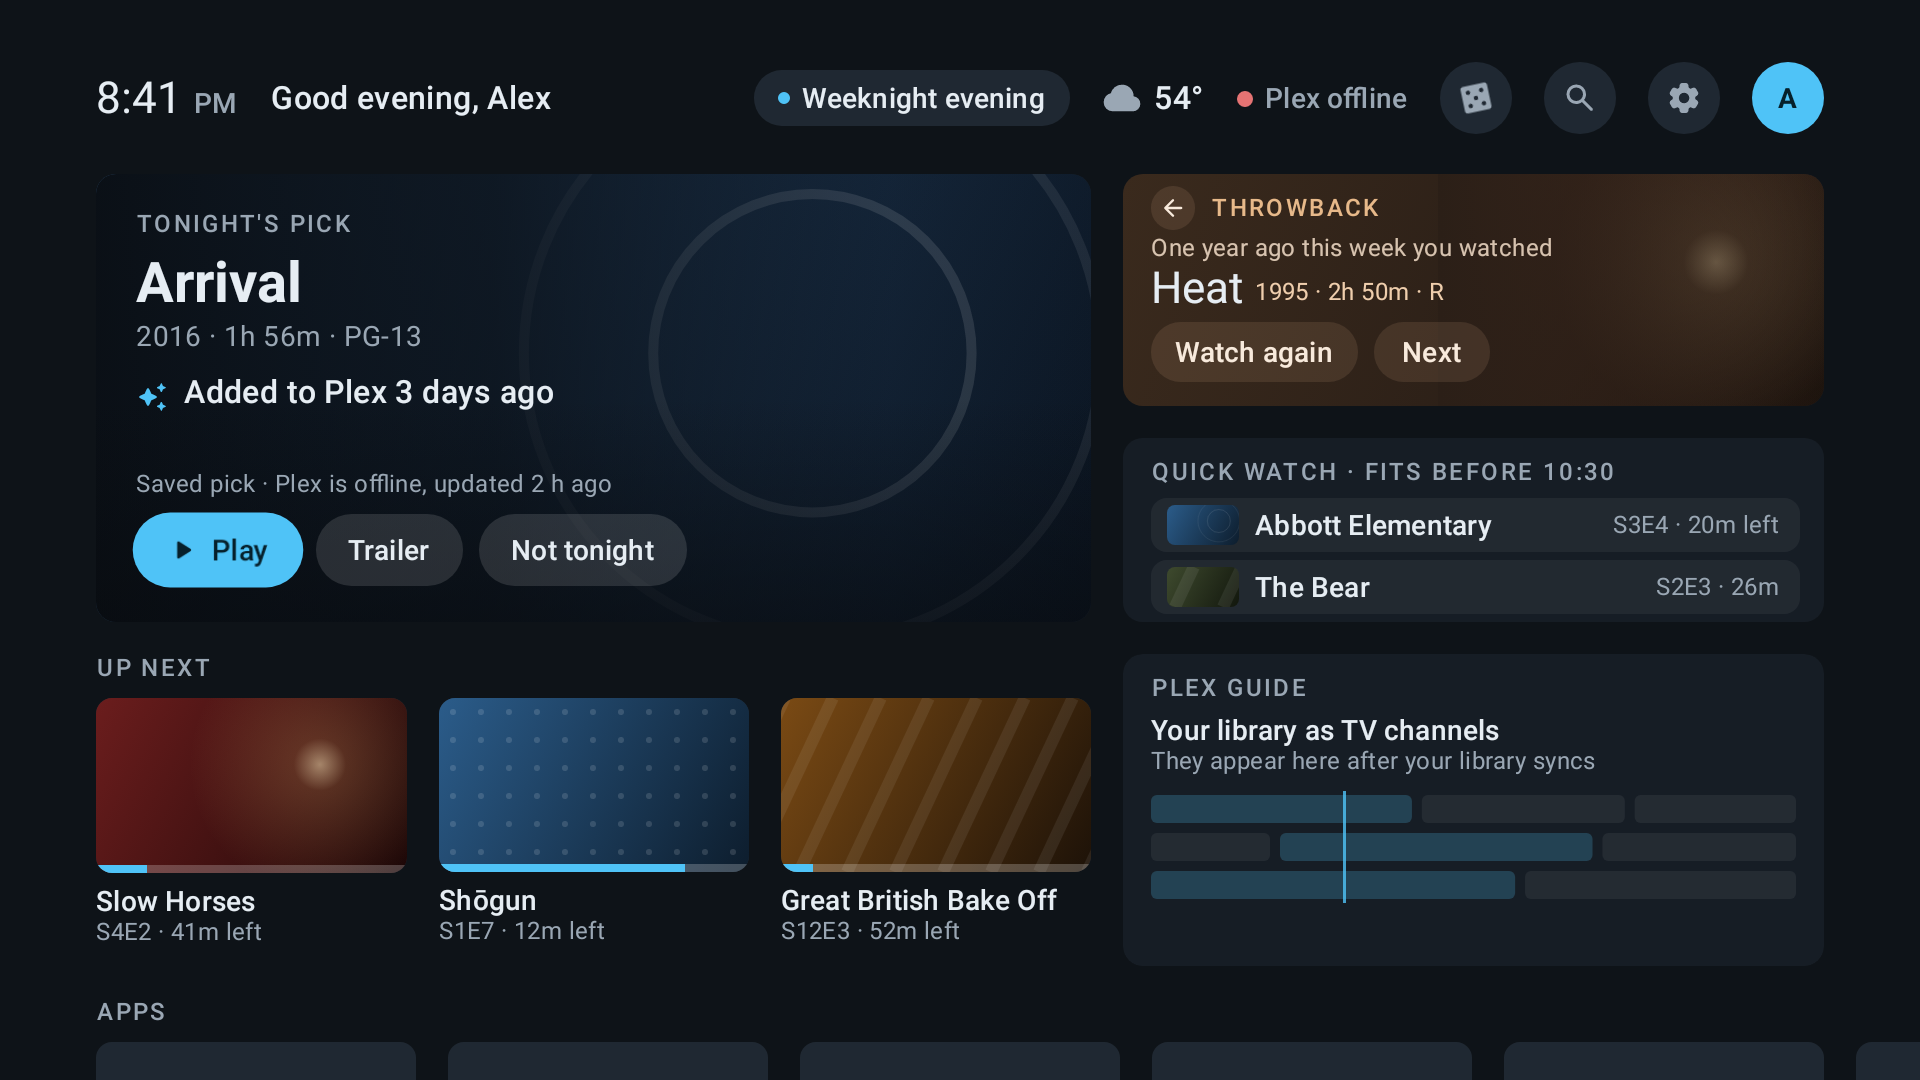 8:41 PM Good evening, Alex
Weeknight evening
54°
Plex offline
A
TONIGHT'S PICK
Arrival
2016 · 1h 56m · PG-13
Added to Plex 3 days ago
Saved pick · Plex is offline, updated 2 h ago
Play
Trailer
Not tonight
THROWBACK
One year ago this week you watched
Heat 1995 · 2h 50m · R
Watch again
Next
QUICK WATCH · FITS BEFORE 10:30
Abbott Elementary S3E4 · 20m left
The Bear S2E3 · 26m
UP NEXT
Slow Horses
S4E2 · 41m left
Shōgun
S1E7 · 12m left
Great British Bake Off
S12E3 · 52m left
PLEX GUIDE
Your library as TV channels
They appear here after your library syncs
APPS